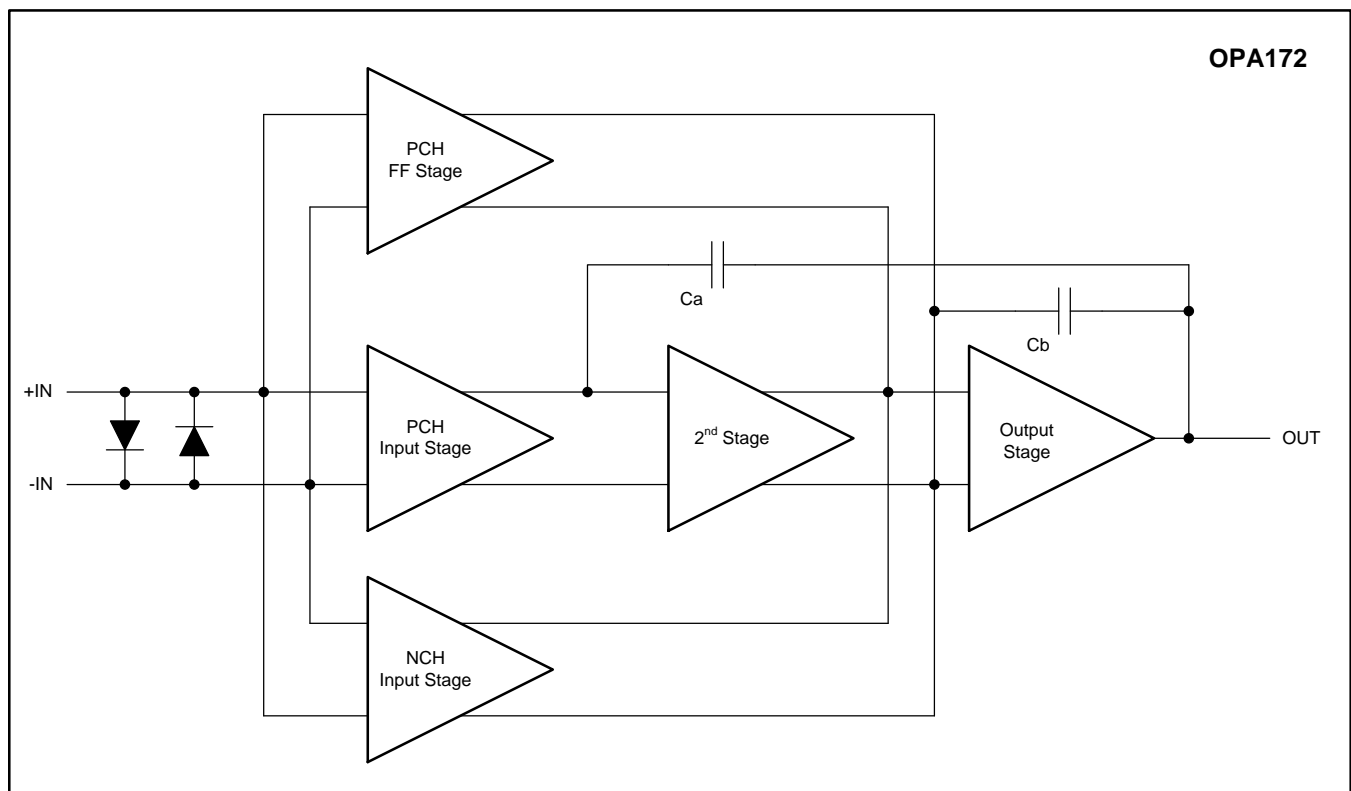 OPA172
PCH
FF Stage
Ca
Cb
+IN
-IN
PCH
Input Stage
2nd Stage
Output
Stage
OUT
NCH
Input Stage